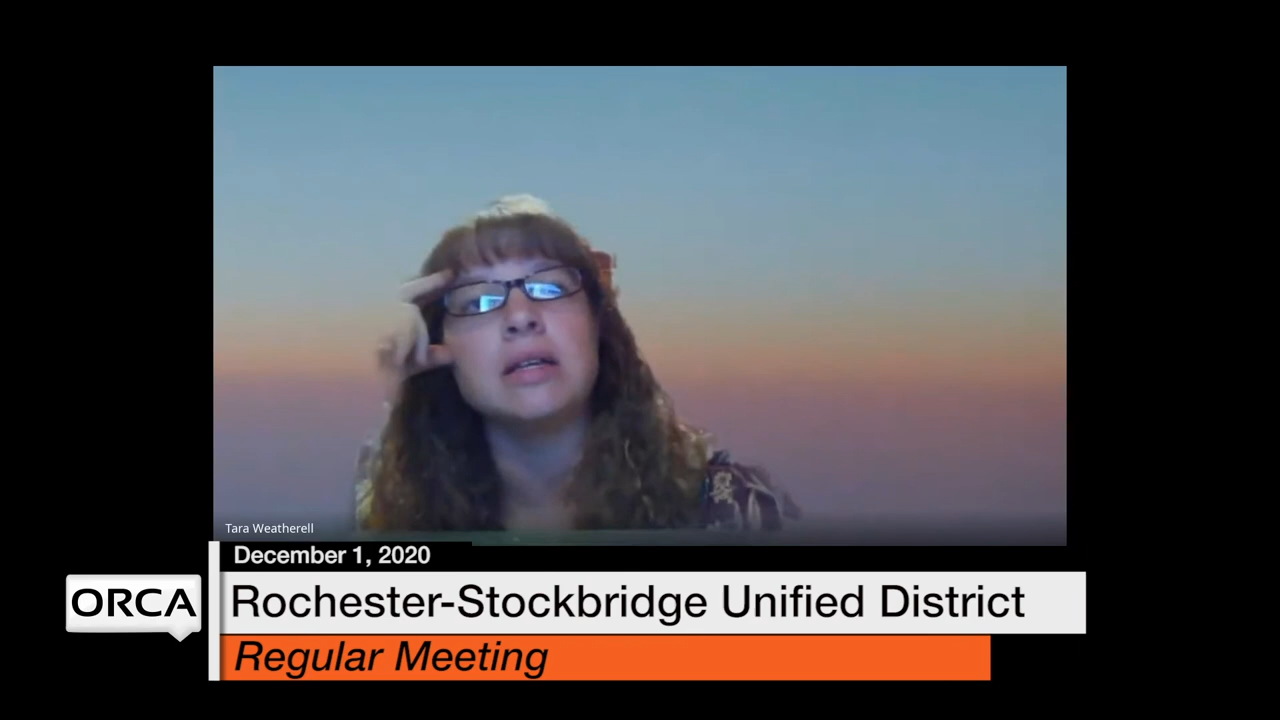 Tara Weatherell
December 1, 2020
ORCA
Rochester-Stockbridge Unified District
Regular Meeting